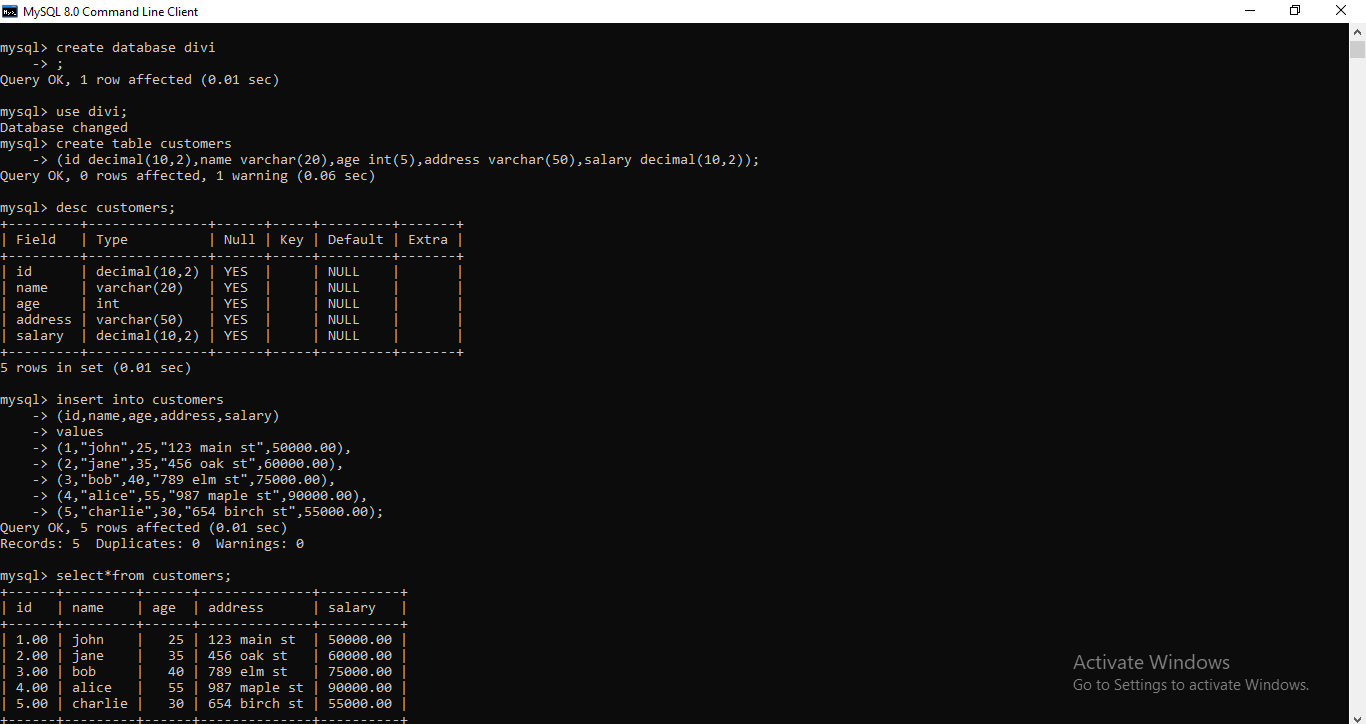 MySQL 8.0 Command Line Client
mysql> create database divi
    -> ;
Query OK, 1 row affected (0.01 sec)
mysql> use divi;
Database changed
mysql> create table customers
    -> (id decimal(10,2),name varchar(20),age int(5),address varchar(50),salary decimal(10,2));
Query OK, 0 rows affected, 1 warning (0.06 sec)
mysql> desc customers;
+---------+---------------+------+-----+---------+-------+
| Field   | Type          | Null | Key | Default | Extra |
+---------+---------------+------+-----+---------+-------+
| id      | decimal(10,2) | YES  |     | NULL    |       |
| name    | varchar(20)   | YES  |     | NULL    |       |
| age     | int           | YES  |     | NULL    |       |
| address | varchar(50)   | YES  |     | NULL    |       |
| salary  | decimal(10,2) | YES  |     | NULL    |       |
+---------+---------------+------+-----+---------+-------+
5 rows in set (0.01 sec)
mysql> insert into customers
    -> (id,name,age,address,salary)
    -> values
    -> (1,"john",25,"123 main st",50000.00),
    -> (2,"jane",35,"456 oak st",60000.00),
    -> (3,"bob",40,"789 elm st",75000.00),
    -> (4,"alice",55,"987 maple st",90000.00),
    -> (5,"charlie",30,"654 birch st",55000.00);
Query OK, 5 rows affected (0.01 sec)
Records: 5  Duplicates: 0  Warnings: 0
mysql> select*from customers;
+------+---------+------+--------------+----------+
| id   | name    | age  | address      | salary   |
+------+---------+------+--------------+----------+
| 1.00 | john    |   25 | 123 main st  | 50000.00 |
| 2.00 | jane    |   35 | 456 oak st   | 60000.00 |
| 3.00 | bob     |   40 | 789 elm st   | 75000.00 |
| 4.00 | alice   |   55 | 987 maple st | 90000.00 |
| 5.00 | charlie |   30 | 654 birch st | 55000.00 |
+------+---------+------+--------------+----------+
Activate Windows
Go to Settings to activate Windows.